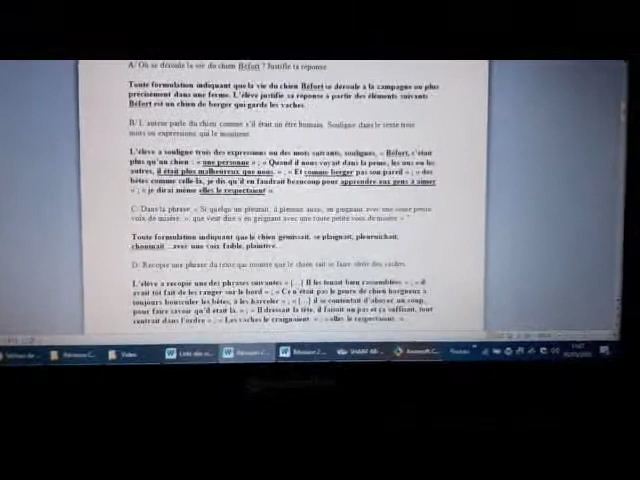 A/ Où se déroule la vie du chien Béfort ? Justifie ta réponse
Toute formulation indiquant que la vie du chien Béfort se déroule à la campagne ou plus
précisément dans une ferme. L'élève justifie sa réponse à partir des éléments suivants
Béfort est un chien de berger qui garde les vaches.
B/ L'auteur parle du chien comme s'il était un être humain. Souligne dans le texte trois
mots ou expressions qui le montrent
L'élève a souligné trois des expressions ou des mots suivants, soulignés, « Béfort, c'était
plus qu'un chien : « une personne » ; « Quand il nous voyait dans la peine, les uns ou les
autres, il était plus malheureux que nous » ; « Et comme berger pas son pareil » ; « des
bêtes comme celle-là, je dis qu'il en faudrait beaucoup pour apprendre aux gens à aimer
» ; « je dirai même elles le respectaient ».
C/ Dans la phrase « Si quelqu'un pleurait, il pleurait aussi, en geignant avec une toute petite
voix de misère. », que veut dire « en geignant avec une toute petite voix de misère » ?
Toute formulation indiquant que le chien gémissait, se plaignait, pleurnichait,
chouinait ...avec une voix faible, plaintive...
D/ Recopie une phrase du texte qui montre que le chien sait se faire obéir des vaches.
L'élève a recopié une des phrases suivantes « [...] Il les tenait bien rassemblées » ; « il
avait tôt fait de les ranger sur le bord » ; « Ce n'était pas le genre de chien hargneux à
toujours bousculer les bêtes, à les harceler » ; « [...] il se contentait d'aboyer un coup,
pour faire savoir qu'il était là. » ; « Il dressait la tête, il faisait un pas et ça suffisait, tout
rentrait dans l'ordre » ; « Les vaches le craignaient » ; « elles le respectaient »
Révision
Vidéo
Révision
Révision 2